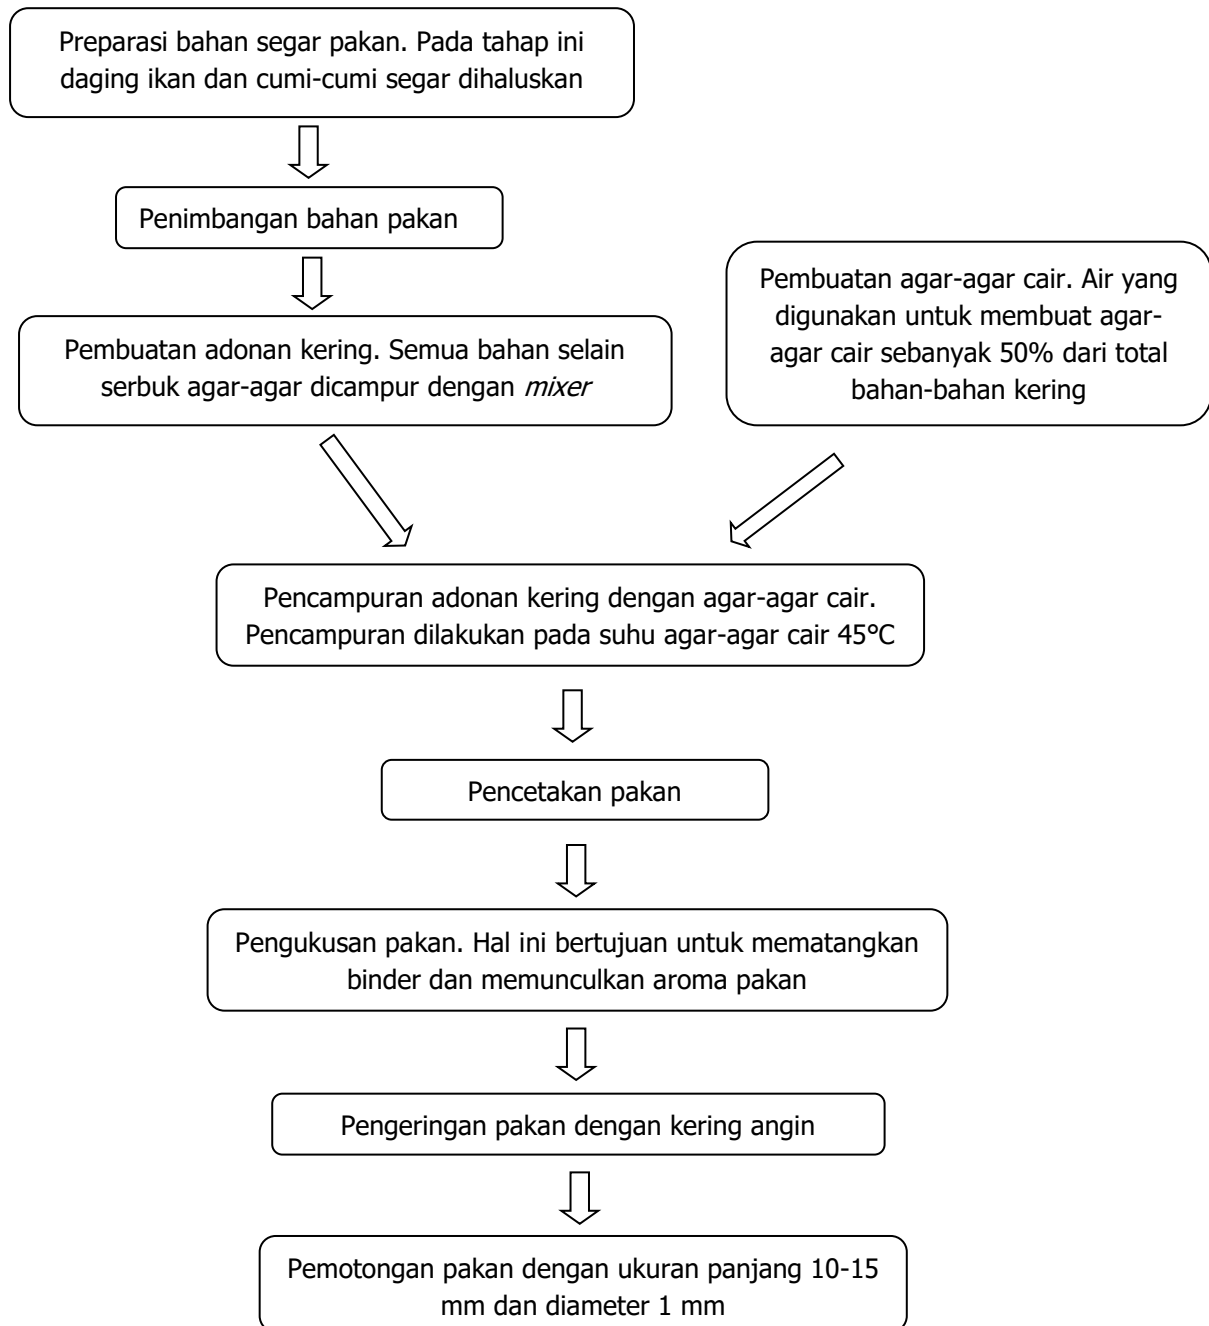 Preparasi bahan segar pakan. Pada tahap ini
daging ikan dan cumi-cumi segar dihaluskan
Penimbangan bahan pakan
Pembuatan adonan kering. Semua bahan selain
serbuk agar-agar dicampur dengan mixer
Pembuatan agar-agar cair. Air yang
digunakan untuk membuat agar-
agar cair sebanyak 50% dari total
bahan-bahan kering
Pencampuran adonan kering dengan agar-agar cair.
Pencampuran dilakukan pada suhu agar-agar cair 45°C
Pencetakan pakan
Pengukusan pakan. Hal ini bertujuan untuk mematangkan
binder dan memunculkan aroma pakan
Pengeringan pakan dengan kering angin
Pemotongan pakan dengan ukuran panjang 10-15
mm dan diameter 1 mm